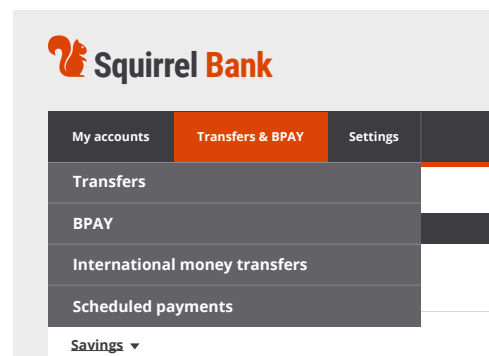 Squirrel Bank
My accounts Transfers & BPAY Settings
Transfers
BPAY
International money transfers
Scheduled payments
Savings